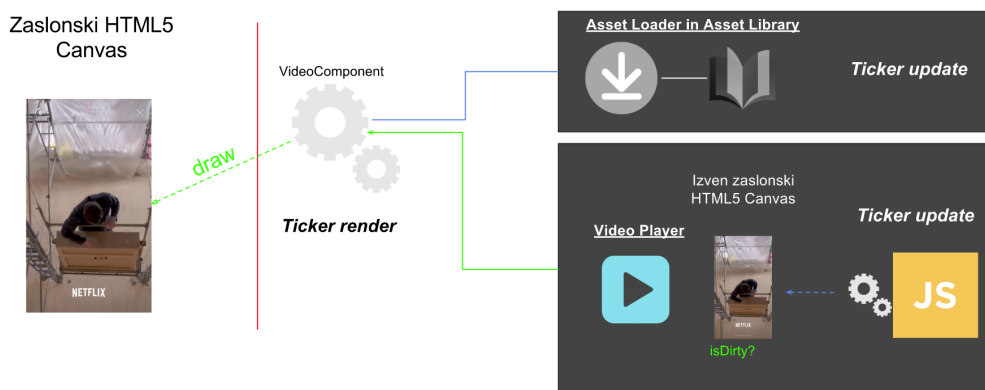 Zaslonski HTML5
Canvas
NETFLIX
draw
VideoComponent
Ticker render
Asset Loader in Asset Library
Ticker update
Izven zaslonski
HTML5 Canvas
Ticker update
Video Player
NETFLIX
isDirty?
JS